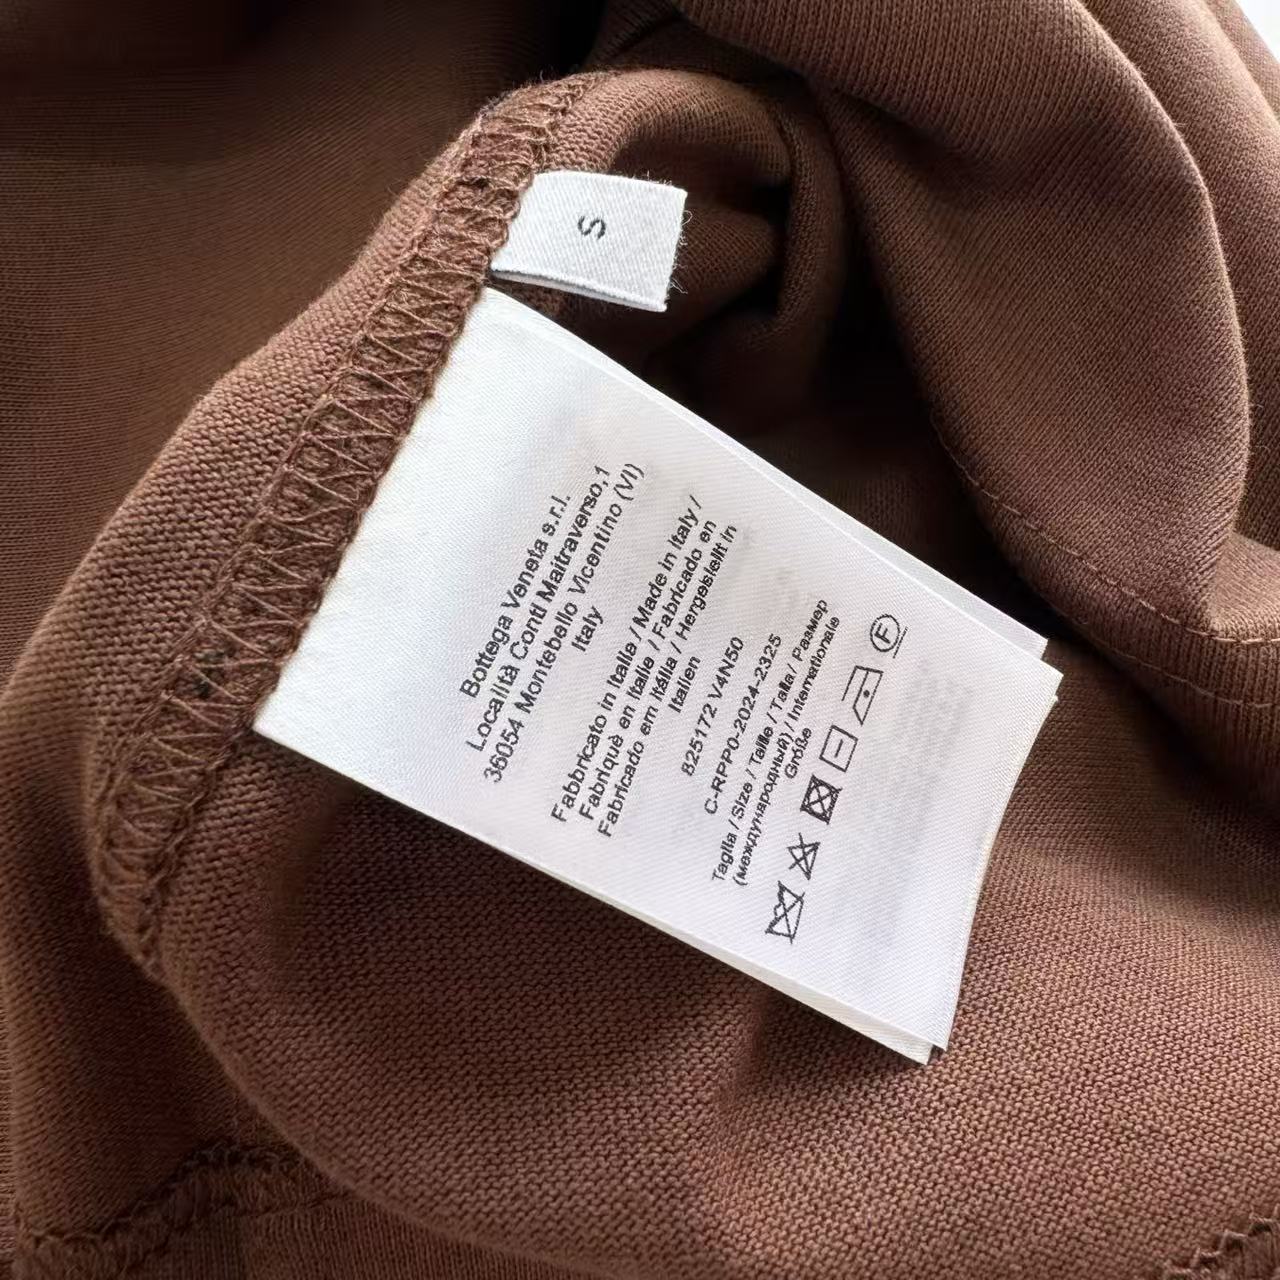 S
Bottega Veneta s.r.l.
Località Conti Maltraverso,1
36054 Montebello Vicentino (VI)
Italy
Fabbricato in Italie / Made in Italy /
Fabriqué en Italie / Fabricado en
Fabricado em Itália / Hergestellt in
Italien
825172 V4N50
C-RPP0-2024-2325
Taglia / Size / Taille / Talla / Размер
(международный) / Internationale
Größe
F